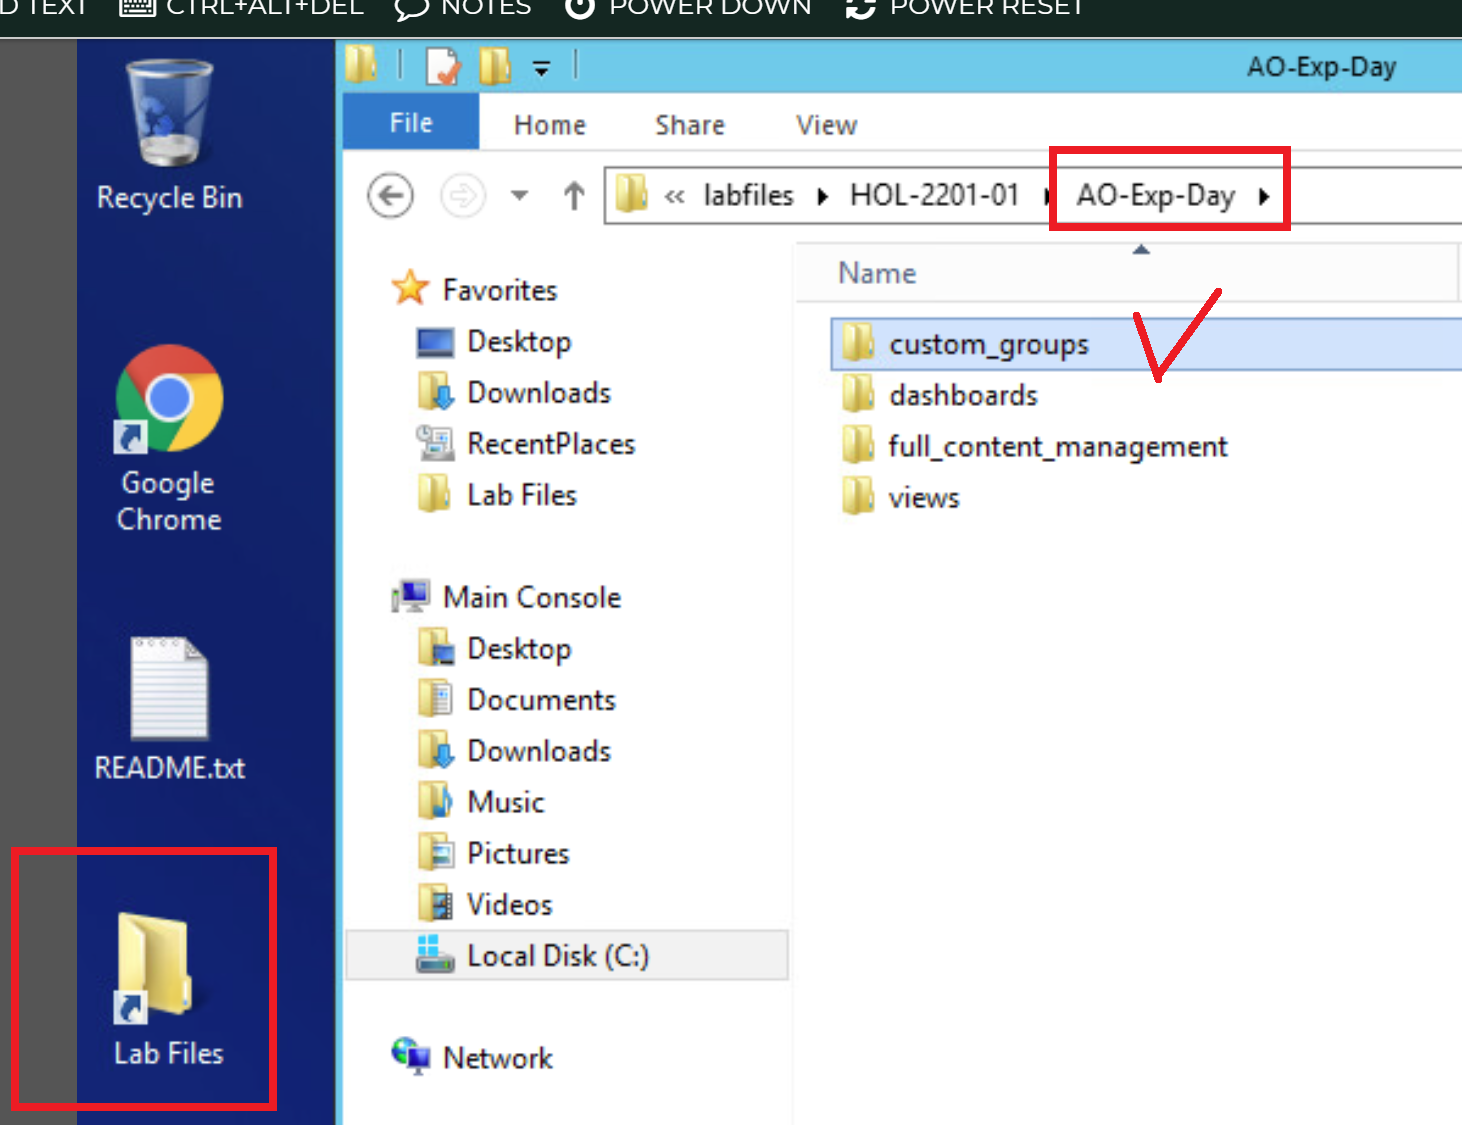 D TEXT CTRL+ALT+DEL NOTES POWER DOWN POWER RESET
AO-Exp-Day
File Home Share View
« labfiles HOL-2201-01 AO-Exp-Day
Name
custom_groups
dashboards
full_content_management
views
Favorites
Desktop
Downloads
RecentPlaces
Lab Files
Main Console
Desktop
Documents
Downloads
Music
Pictures
Videos
Local Disk (C:)
Network
Recycle Bin
Google
Chrome
README.txt
Lab Files